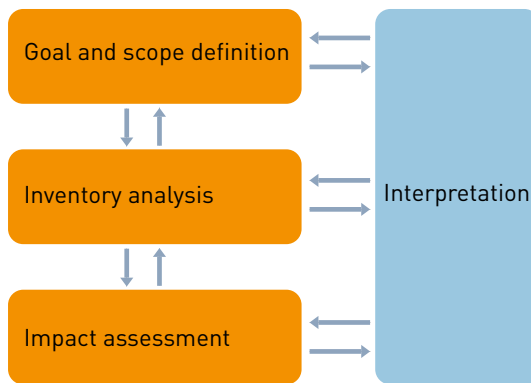 Goal and scope definition
Inventory analysis
Interpretation
Impact assessment